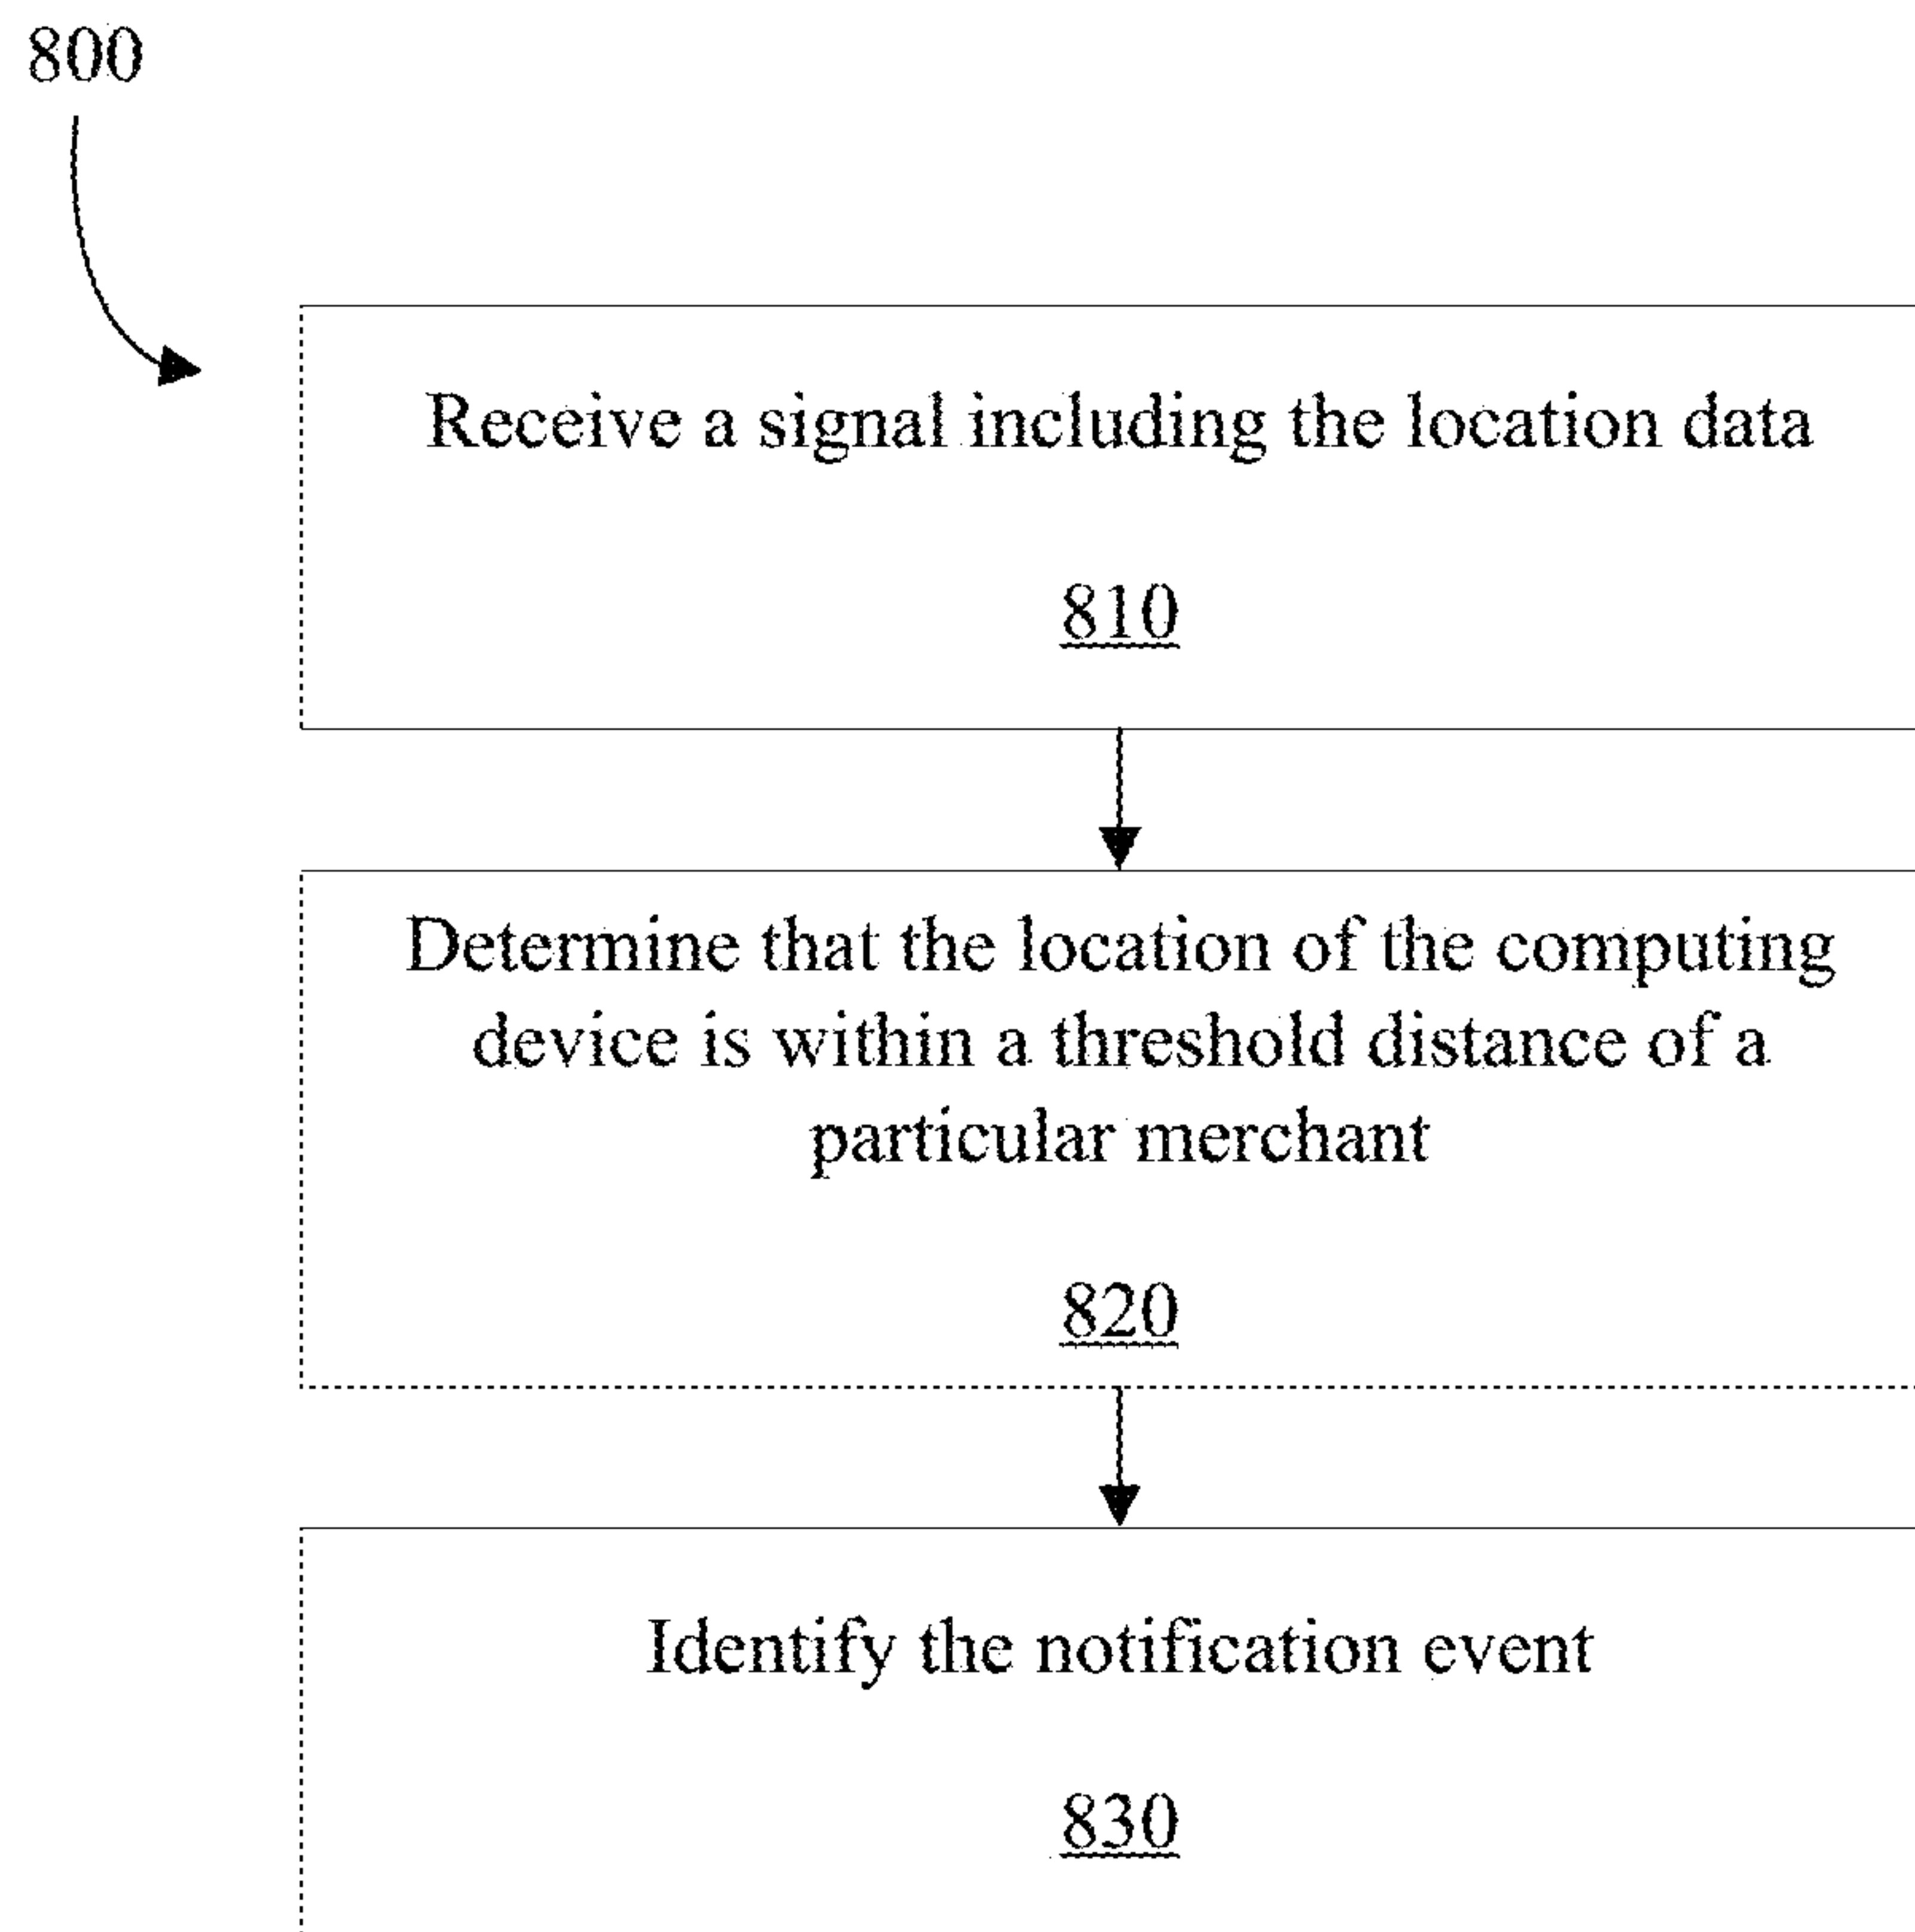 800
Receive a signal including the location data
810
Determine that the location of the computing
device is within a threshold distance of a
particular merchant
820
Identify the notification event
830